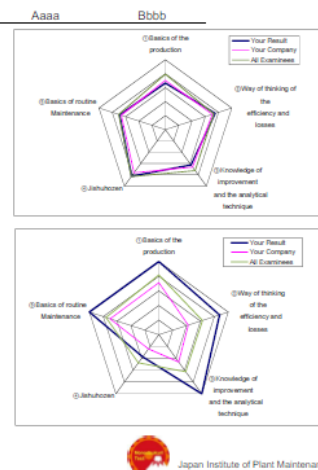 Aaaa Bbbb
①Basics of the
production
Your Result
Your Company
All Examinees
②Way of thinking of
the
efficiency and
losses
③Knowledge of
improvement
and the analytical
technique
④Jishuhozen
⑤Basics of routine
Maintenance
①Basics of the
production
Your Result
Your Company
All Examinees
②Way of thinking
of the
efficiency and
losses
③Knowledge of
improvement
and the analytical
technique
④Jishuhozen
⑤Basics of routine
Maintenance
Japan Institute of Plant Maintenan